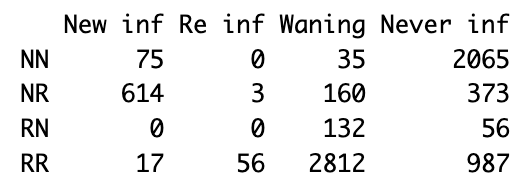 New inf Re inf Waning Never inf
NN 75 0 35 2065
NR 614 3 160 373
RN 0 0 132 56
RR 17 56 2812 987